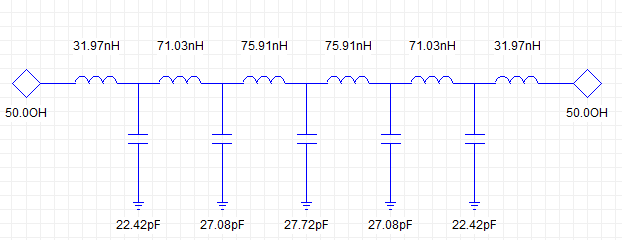 31.97nH 71.03nH 75.91nH 75.91nH 71.03nH 31.97nH
50.0OH 50.0OH
22.42pF 27.08pF 27.72pF 27.08pF 22.42pF